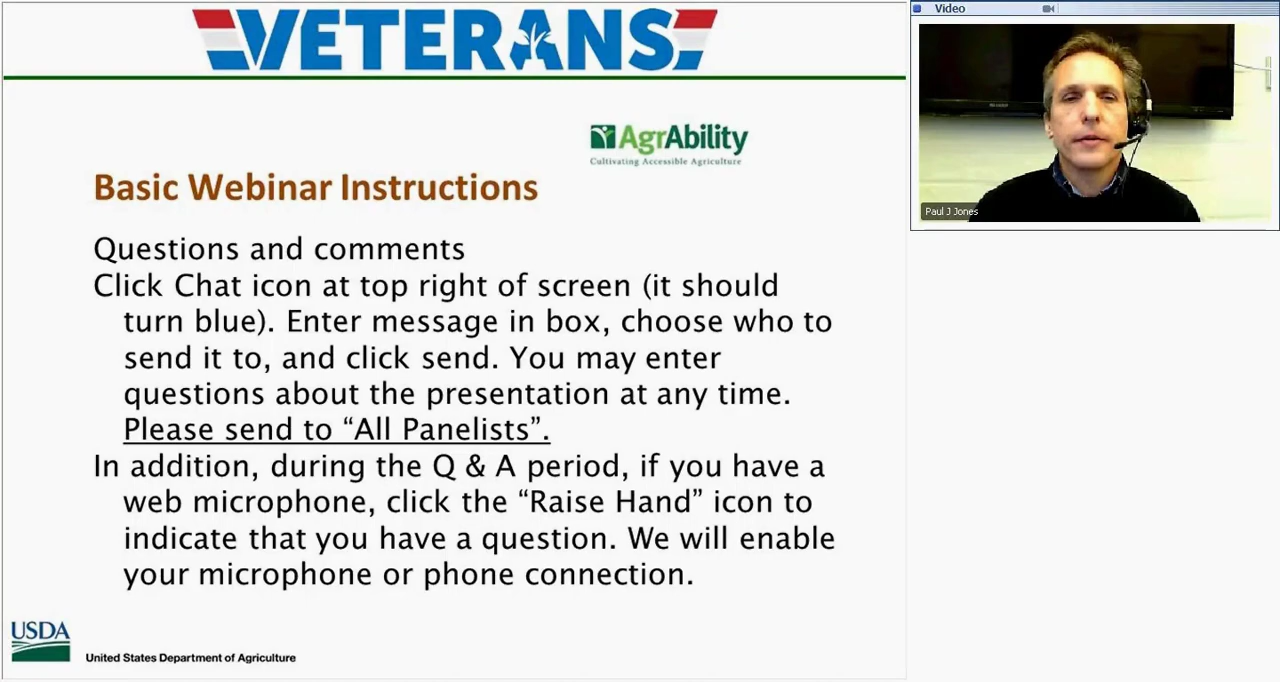 VETERANS
AgrAbility
Cultivating Accessible Agriculture
Basic Webinar Instructions
Questions and comments
Click Chat icon at top right of screen (it should
turn blue). Enter message in box, choose who to
send it to, and click send. You may enter
questions about the presentation at any time.
Please send to “All Panelists”.
In addition, during the Q & A period, if you have a
web microphone, click the “Raise Hand” icon to
indicate that you have a question. We will enable
your microphone or phone connection.
USDA
United States Department of Agriculture
Video
Paul J Jones